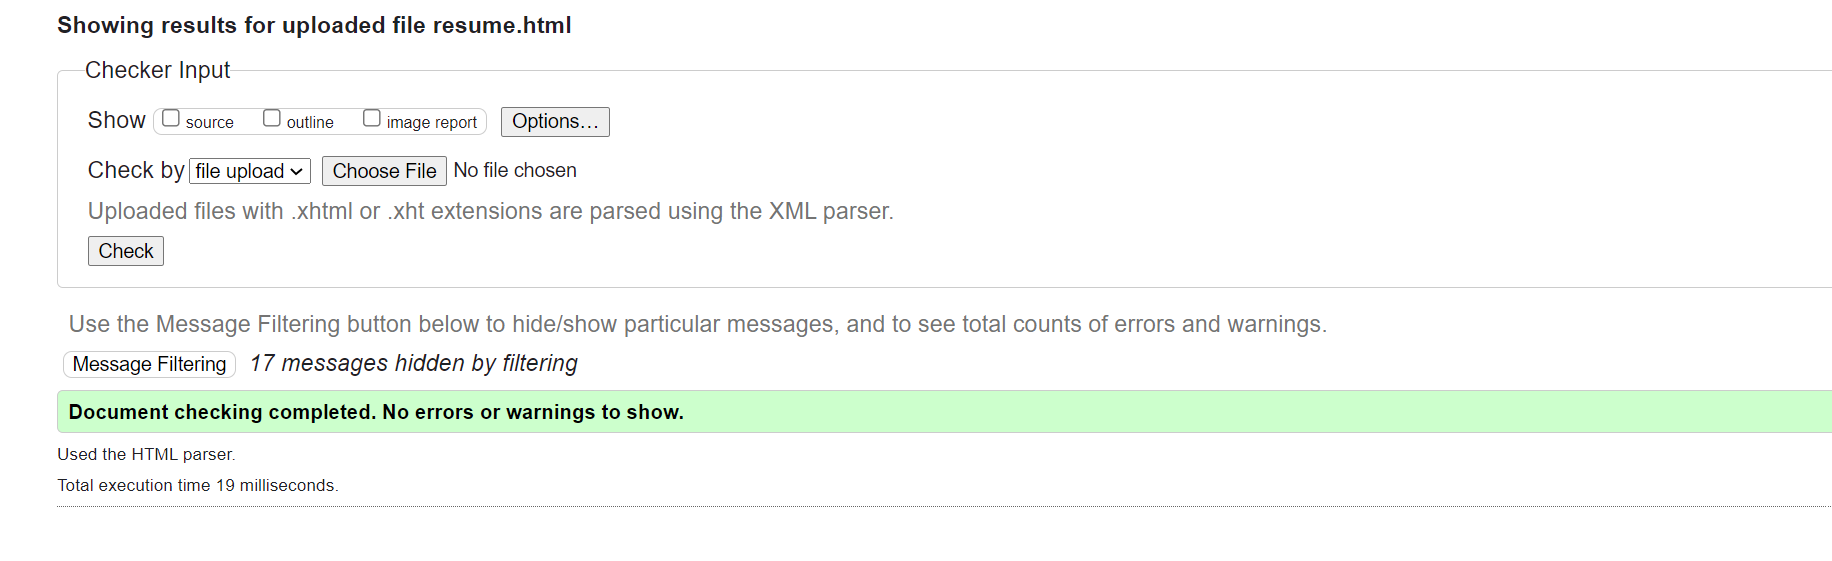 Showing results for uploaded file resume.html
Checker Input
Show source outline image report Options...
Check by file upload Choose File No file chosen
Uploaded files with .xhtml or .xht extensions are parsed using the XML parser.
Check
Use the Message Filtering button below to hide/show particular messages, and to see total counts of errors and warnings.
Message Filtering 17 messages hidden by filtering
Document checking completed. No errors or warnings to show.
Used the HTML parser.
Total execution time 19 milliseconds.